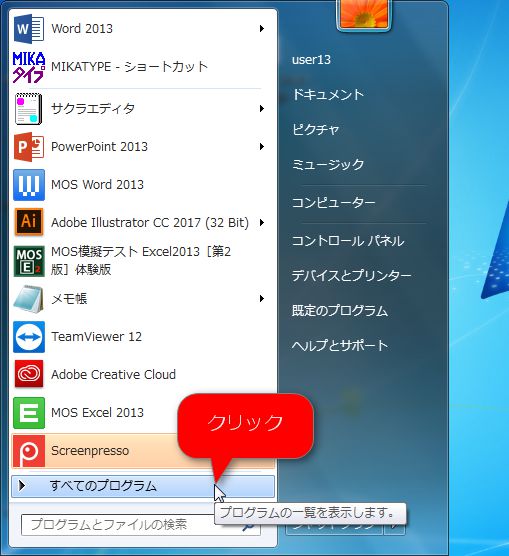 Word 2013
MIKATYPE - ショートカット
サクラエディタ
PowerPoint 2013
MOS Word 2013
Adobe Illustrator CC 2017 (32 Bit)
MOS模擬テスト Excel2013［第2
版］体験版
メモ帳
TeamViewer 12
Adobe Creative Cloud
MOS Excel 2013
Screenpresso
すべてのプログラム
プログラムとファイルの検索
user13
ドキュメント
ピクチャ
ミュージック
コンピューター
コントロール パネル
デバイスとプリンター
既定のプログラム
ヘルプとサポート
クリック
プログラムの一覧を表示します。
MIKA
タイプ
Ai
MOS
E2